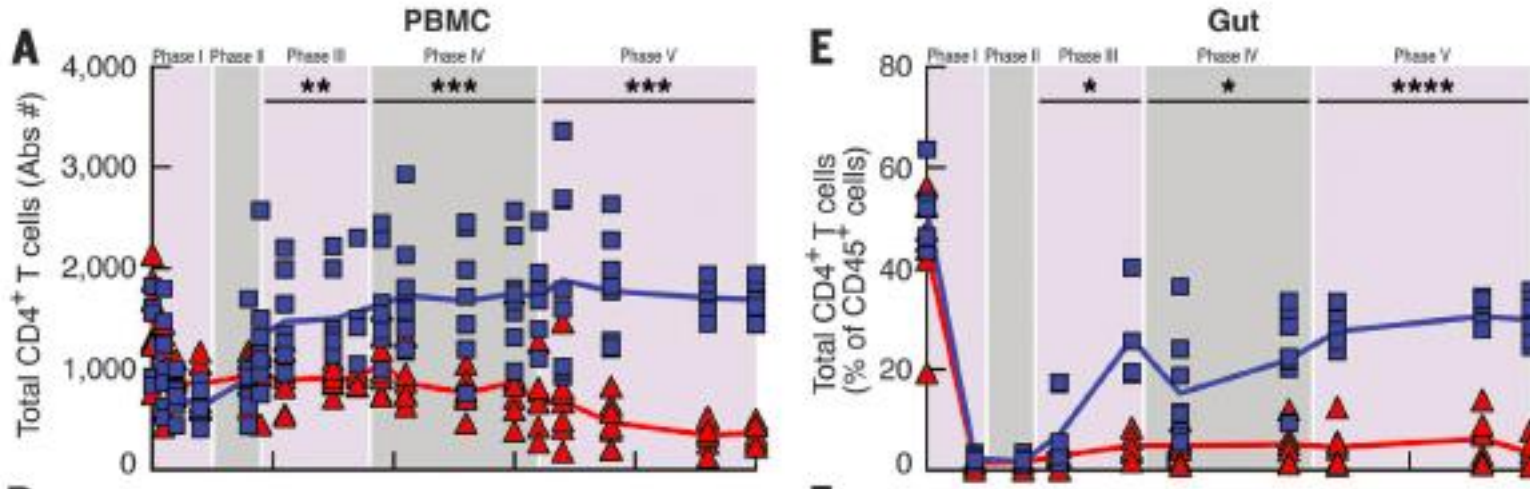 PBMC
A
Phase I Phase II Phase III Phase IV Phase V
4,000
3,000
2,000
1,000
0
** *** ***
Total CD4+ T cells (Abs #)
Gut
E
Phase I Phase II Phase III Phase IV Phase V
80
60
40
20
0
* * ****
Total CD4+ T cells
(% of CD45+ cells)